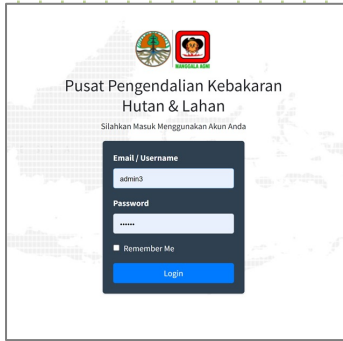 MANGGALA AGNI
Pusat Pengendalian Kebakaran
Hutan & Lahan
Silahkan Masuk Menggunakan Akun Anda
Email / Username
admin3
Password
••••••
Remember Me
Login